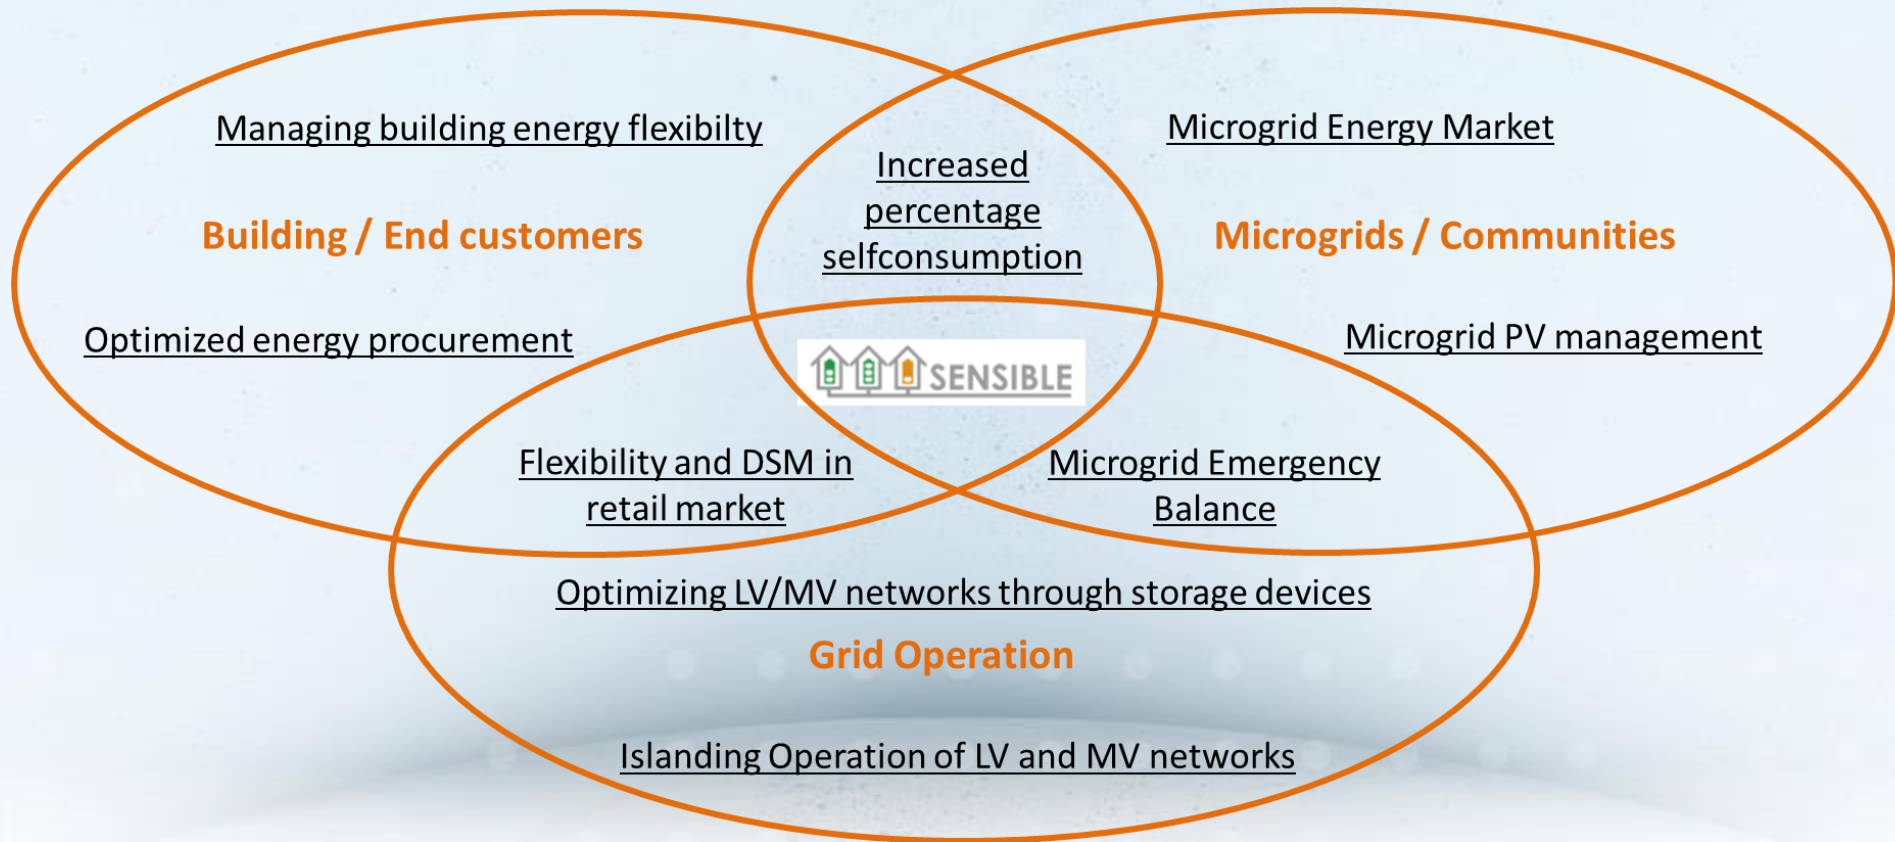 Managing building energy flexibilty
Microgrid Energy Market
Increased
percentage
selfconsumption
Building / End customers
Microgrids / Communities
Optimized energy procurement
Microgrid PV management
SENSIBLE
Flexibility and DSM in
retail market
Microgrid Emergency
Balance
Optimizing LV/MV networks through storage devices
Grid Operation
Islanding Operation of LV and MV networks